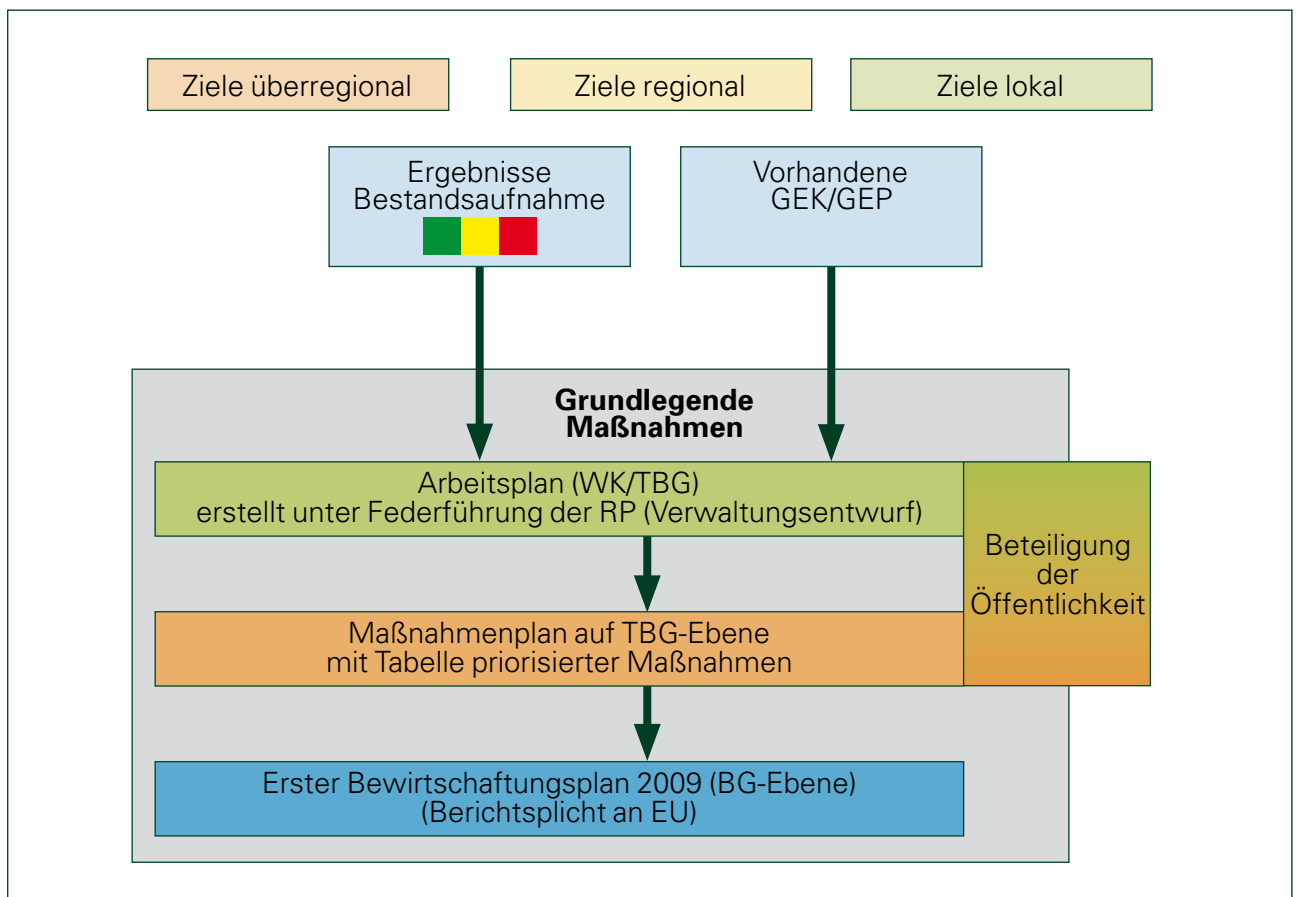 Ziele überregional
Ziele regional
Ziele lokal
Ergebnisse
Bestandsaufnahme
Vorhandene
GEK/GEP
Grundlegende
Maßnahmen
Arbeitsplan (WK/TBG)
erstellt unter Federführung der RP (Verwaltungsentwurf)
Beteiligung
der
Öffentlichkeit
Maßnahmenplan auf TBG-Ebene
mit Tabelle priorisierter Maßnahmen
Erster Bewirtschaftungsplan 2009 (BG-Ebene)
(Berichtsplicht an EU)